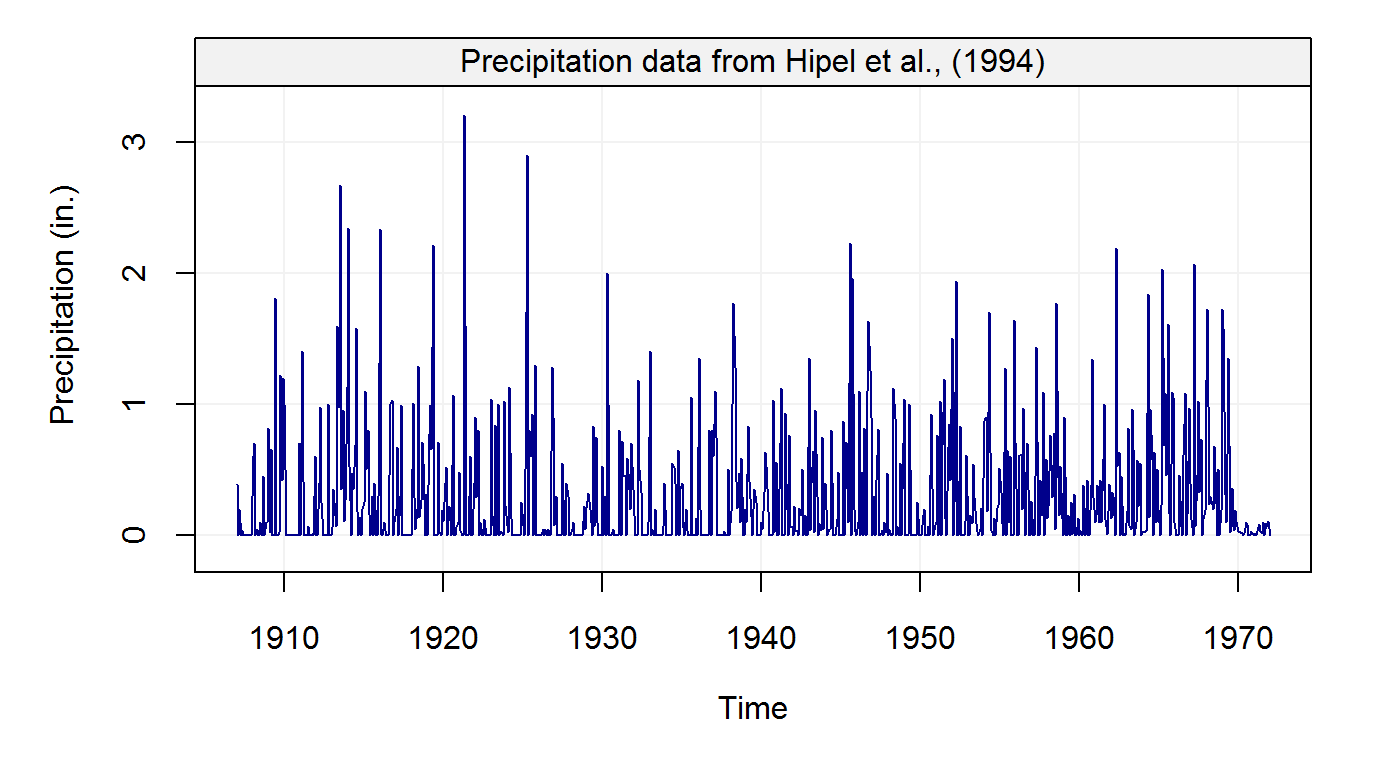 Precipitation data from Hipel et al., (1994)
Precipitation (in.)
3
2
1
0
1910 1920 1930 1940 1950 1960 1970
Time